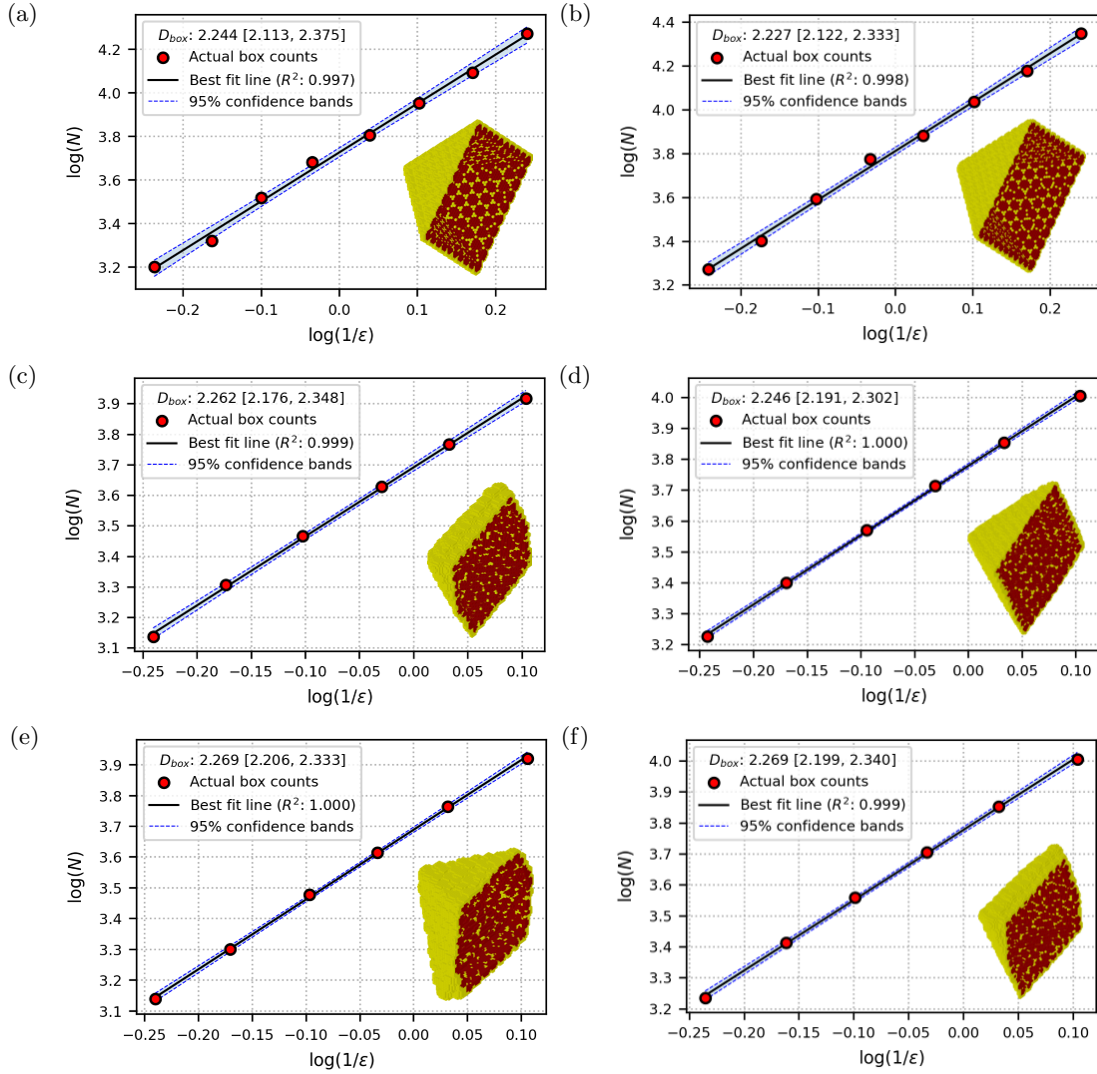 (a)
D_box: 2.244 [2.113, 2.375]
Actual box counts
Best fit line (R²: 0.997)
95% confidence bands
log(N)
4.2
4.0
3.8
3.6
3.4
3.2
−0.2
−0.1
0.0
0.1
0.2
log(1/ε)
(b)
D_box: 2.227 [2.122, 2.333]
Actual box counts
Best fit line (R²: 0.998)
95% confidence bands
log(N)
4.4
4.2
4.0
3.8
3.6
3.4
3.2
−0.2
−0.1
0.0
0.1
0.2
log(1/ε)
(c)
D_box: 2.262 [2.176, 2.348]
Actual box counts
Best fit line (R²: 0.999)
95% confidence bands
log(N)
3.9
3.8
3.7
3.6
3.5
3.4
3.3
3.2
3.1
−0.25
−0.20
−0.15
−0.10
−0.05
0.00
0.05
0.10
log(1/ε)
(d)
D_box: 2.246 [2.191, 2.302]
Actual box counts
Best fit line (R²: 1.000)
95% confidence bands
log(N)
4.0
3.9
3.8
3.7
3.6
3.5
3.4
3.3
3.2
−0.25
−0.20
−0.15
−0.10
−0.05
0.00
0.05
0.10
log(1/ε)
(e)
D_box: 2.269 [2.206, 2.333]
Actual box counts
Best fit line (R²: 1.000)
95% confidence bands
log(N)
3.9
3.8
3.7
3.6
3.5
3.4
3.3
3.2
3.1
−0.25
−0.20
−0.15
−0.10
−0.05
0.00
0.05
0.10
log(1/ε)
(f)
D_box: 2.269 [2.199, 2.340]
Actual box counts
Best fit line (R²: 0.999)
95% confidence bands
log(N)
4.0
3.9
3.8
3.7
3.6
3.5
3.4
3.3
3.2
−0.25
−0.20
−0.15
−0.10
−0.05
0.00
0.05
0.10
log(1/ε)